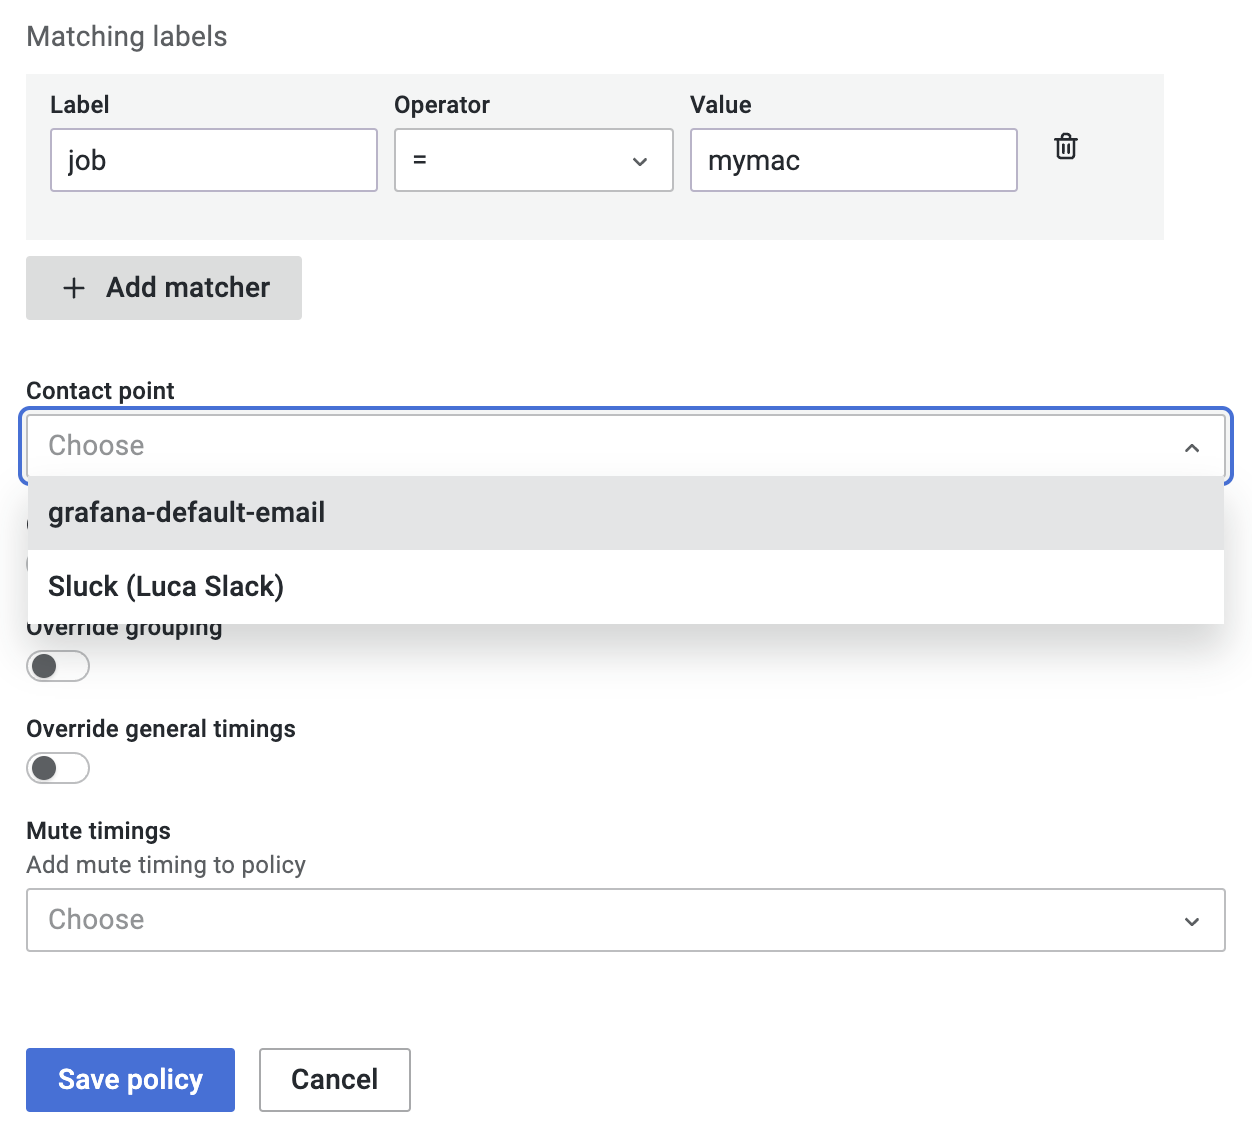 Matching labels
Label Operator Value
job = mymac
+ Add matcher
Contact point
Choose
grafana-default-email
Sluck (Luca Slack)
Override grouping
Override general timings
Mute timings
Add mute timing to policy
Choose
Save policy Cancel